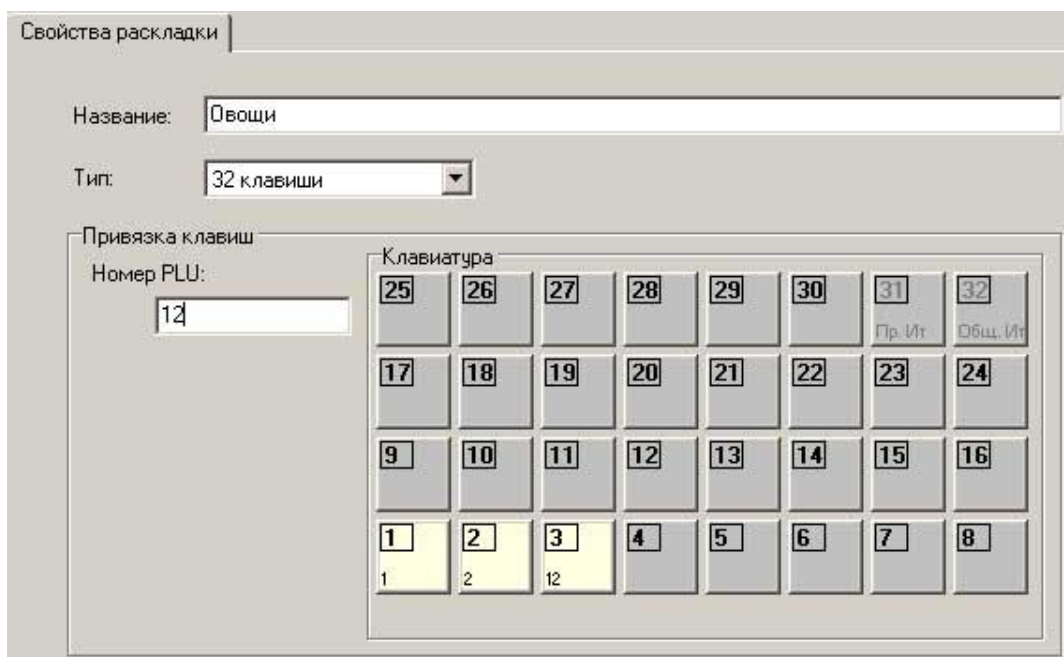 Свойства раскладки
Название: Овощи
Тип: 32 клавиши
Привязка клавиш
Номер PLU:
12
Клавиатура
25 26 27 28 29 30 31 32
Пр. Ит Общ. Ит
17 18 19 20 21 22 23 24
9 10 11 12 13 14 15 16
1 2 3 4 5 6 7 8
1 2 12